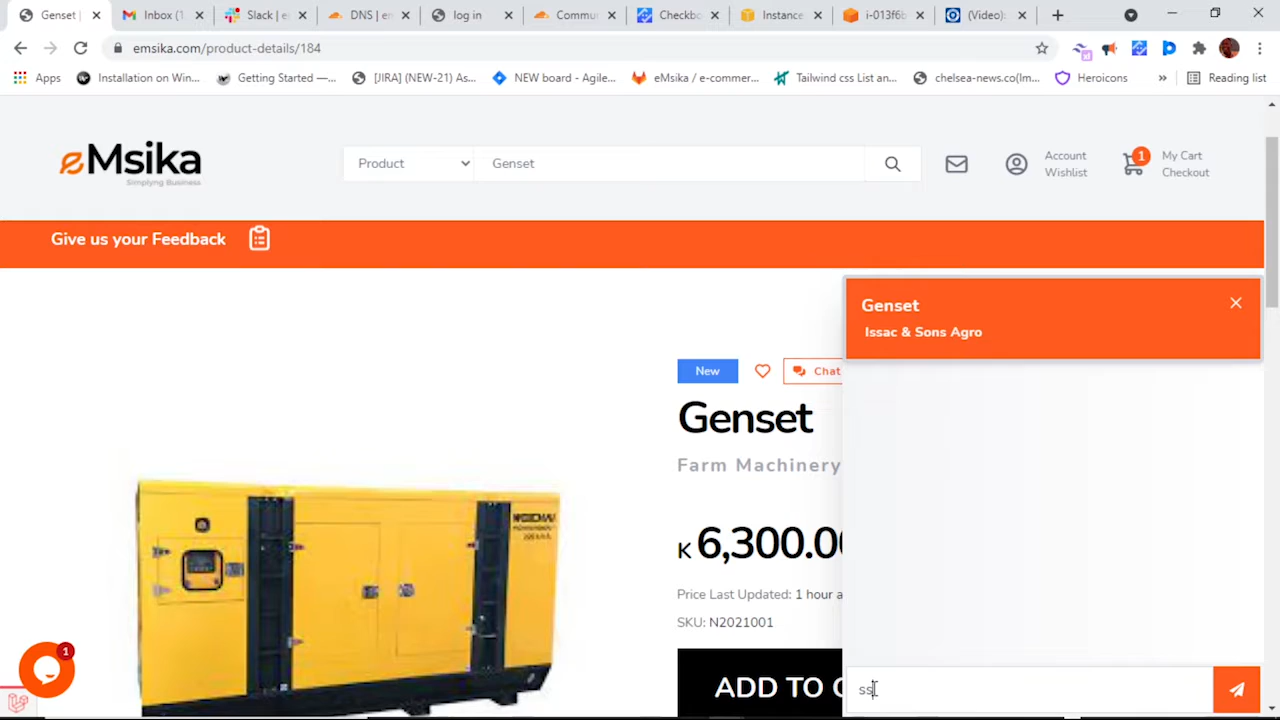 Genset |
Inbox (1
Slack | e
DNS | em
log in
Commu
Checkbo
Instance
i-013f6b
(Video):
emsika.com/product-details/184
Apps
Installation on Win...
Getting Started —...
[JIRA] (NEW-21) As...
NEW board - Agile...
eMsika / e-commer...
Tailwind css List an...
chelsea-news.co(Im...
Heroicons
»
Reading list
eMsika
Simplying Business
Product
Genset
Account
Wishlist
1
My Cart
Checkout
Give us your Feedback
Genset
Issac & Sons Agro
New
Chat
Genset
Farm Machinery
K 6,300.00
Price Last Updated: 1 hour a
SKU: N2021001
ADD TO C
ss
1